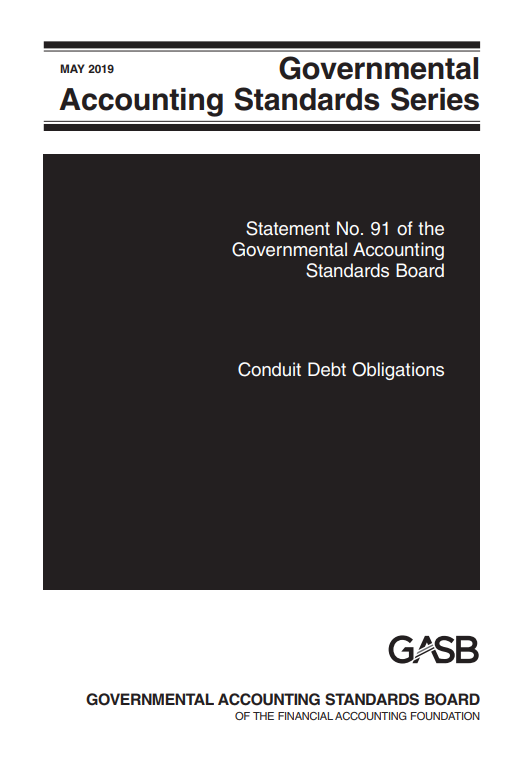 MAY 2019
Governmental
Accounting Standards Series
Statement No. 91 of the
Governmental Accounting
Standards Board
Conduit Debt Obligations
GASB
GOVERNMENTAL ACCOUNTING STANDARDS BOARD
OF THE FINANCIAL ACCOUNTING FOUNDATION